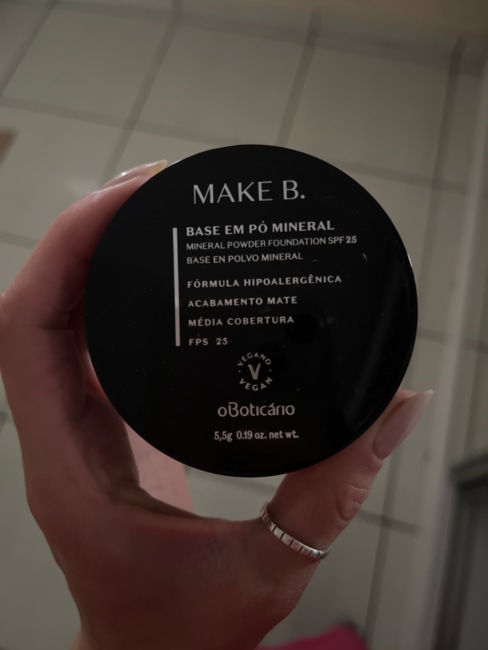 MAKE B.
BASE EM PÓ MINERAL
MINERAL POWDER FOUNDATION SPF 25
BASE EN POLVO MINERAL
FÓRMULA HIPOALERGÊNICA
ACABAMENTO MATE
MÉDIA COBERTURA
FPS 25
VEGANO
V
VEGAN
oBoticário
5,5g 0.19 oz. net wt.